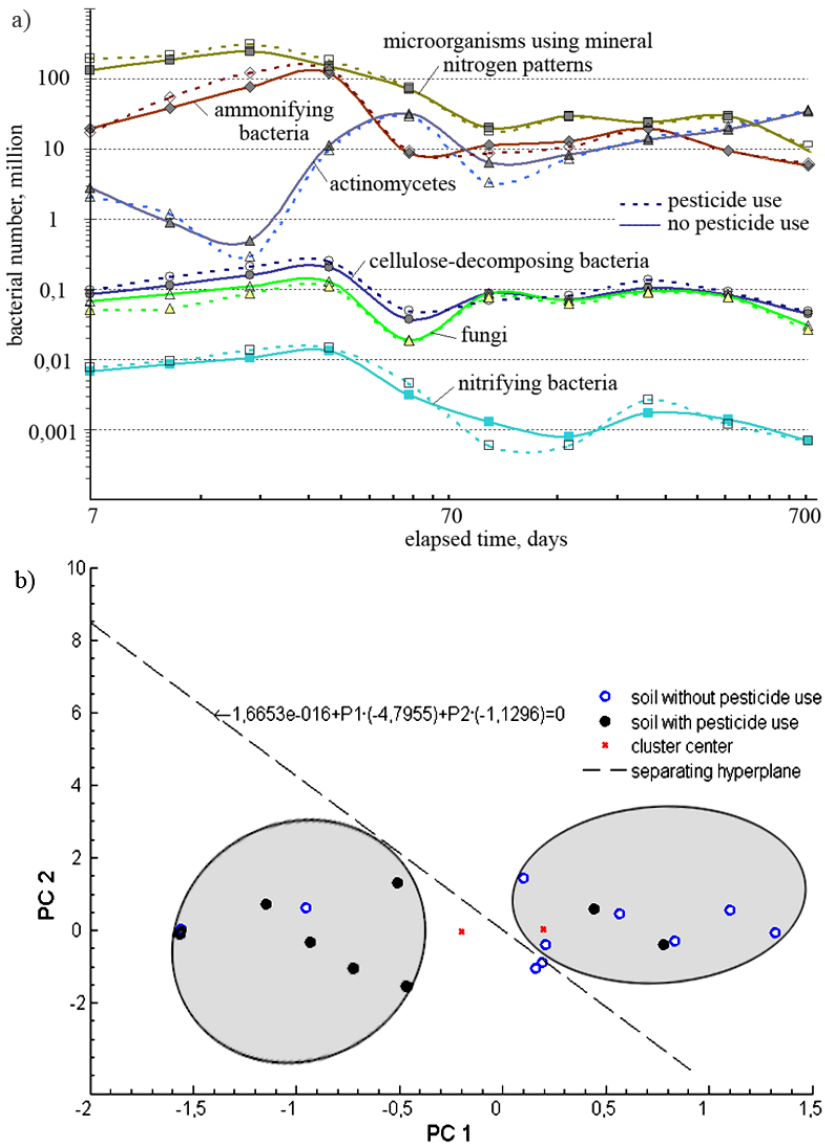 a)
microorganisms using mineral
nitrogen patterns
ammonifying
bacteria
actinomycetes
pesticide use
no pesticide use
cellulose-decomposing bacteria
fungi
nitrifying bacteria
bacterial number, million
100
10
1
0,1
0,01
0,001
7
70
700
elapsed time, days
b)
10
8
6
4
2
0
-2
PC 2
1,6653e-016+P1·(-4,7955)+P2·(-1,1296)=0
soil without pesticide use
soil with pesticide use
cluster center
separating hyperplane
-2
-1,5
-1
-0,5
0
0,5
1
1,5
PC 1